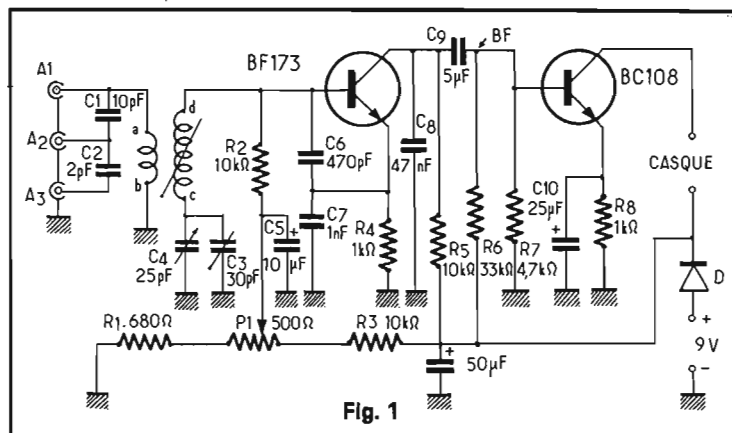 A1
C1 10pF
A2
C2
2pF
A3
a
b
d
c
C4
25pF
C3
30pF
BF173
R2
10kΩ
C5 +
10 µF
C6
470pF
C7
1nF
R4
1kΩ
C8
47 nF
C9
5µF
BF
R5
10kΩ
R6
33kΩ
R7
4,7kΩ
BC108
C10
25µF
+
R8
1kΩ
CASQUE
D
+
9V
-
R1.680Ω
P1 500Ω
R3 10kΩ
+
50µF
Fig. 1